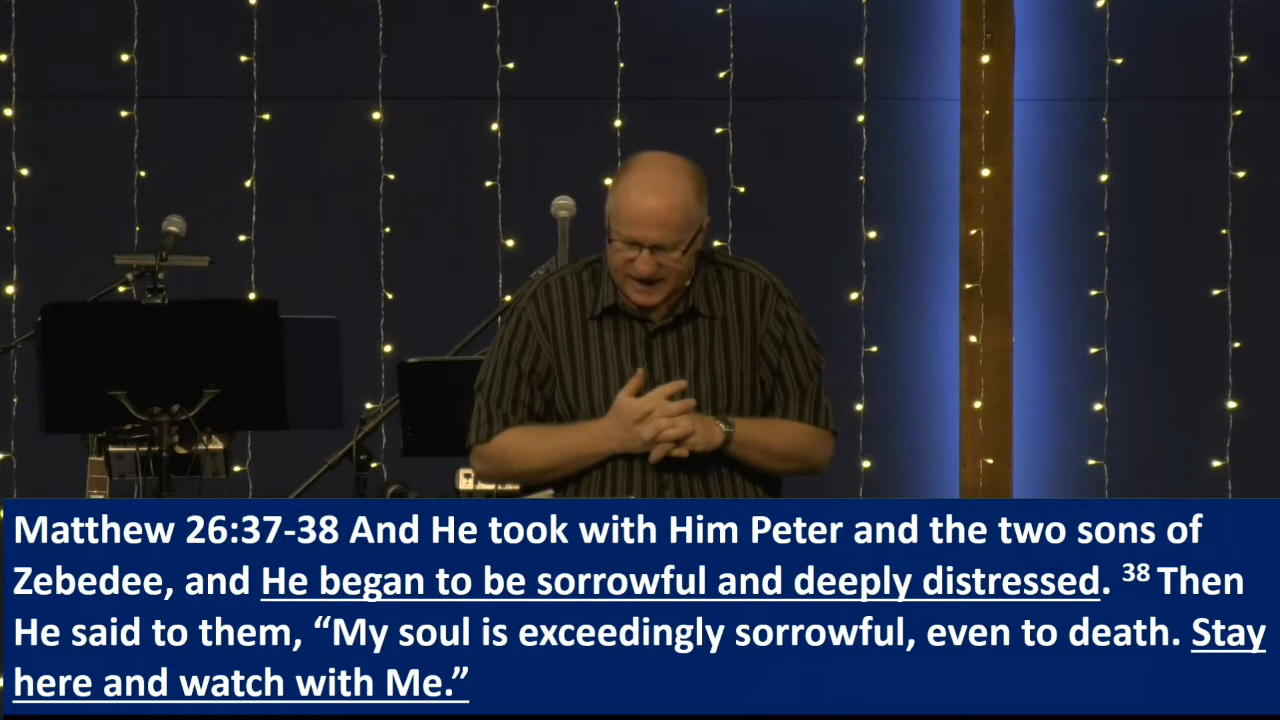 Matthew 26:37-38 And He took with Him Peter and the two sons of
Zebedee, and He began to be sorrowful and deeply distressed. 38 Then
He said to them, “My soul is exceedingly sorrowful, even to death. Stay
here and watch with Me.”